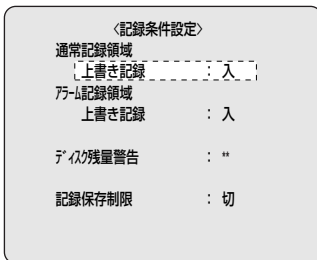 〈記録条件設定〉
通常記録領域
上書き記録 : 入
ｱﾗｰﾑ記録領域
上書き記録 : 入
ﾃﾞｨｽｸ残量警告 : **
記録保存制限 : 切